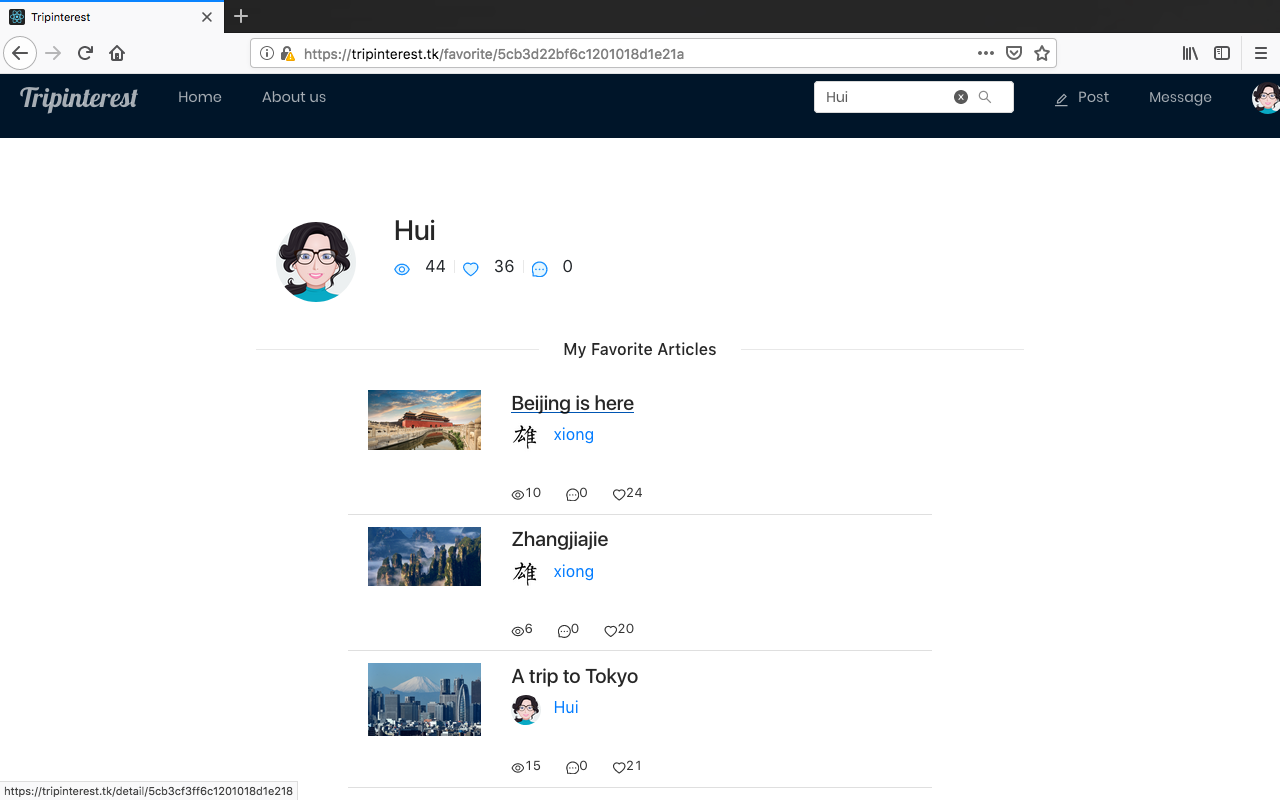 Tripinterest
https://tripinterest.tk/favorite/5cb3d22bf6c1201018d1e21a
Tripinterest Home About us Hui Post Message
Hui
44 36 0
My Favorite Articles
Beijing is here
雄 xiong
10 0 24
Zhangjiajie
雄 xiong
6 0 20
A trip to Tokyo
Hui
15 0 21
https://tripinterest.tk/detail/5cb3cf3ff6c1201018d1e218